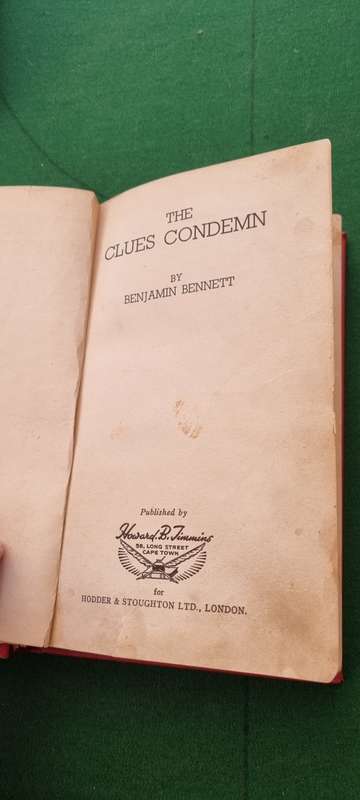 THE
CLUES CONDEMN
BY
BENJAMIN BENNETT
Published by
Howard. B. Timmins
58, LONG STREET
CAPE TOWN
for
HODDER & STOUGHTON LTD., LONDON.